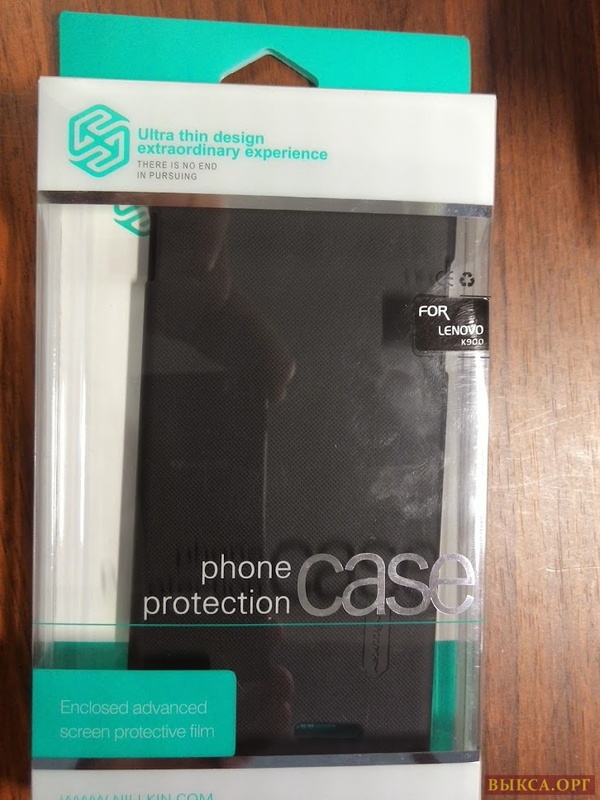 Ultra thin design
extraordinary experience
THERE IS NO END
IN PURSUING
FOR
LENOVO
K900
phone
protection case
Enclosed advanced
screen protective film
WWW.NILLKIN.COM
ВЫКСА.ОРГ